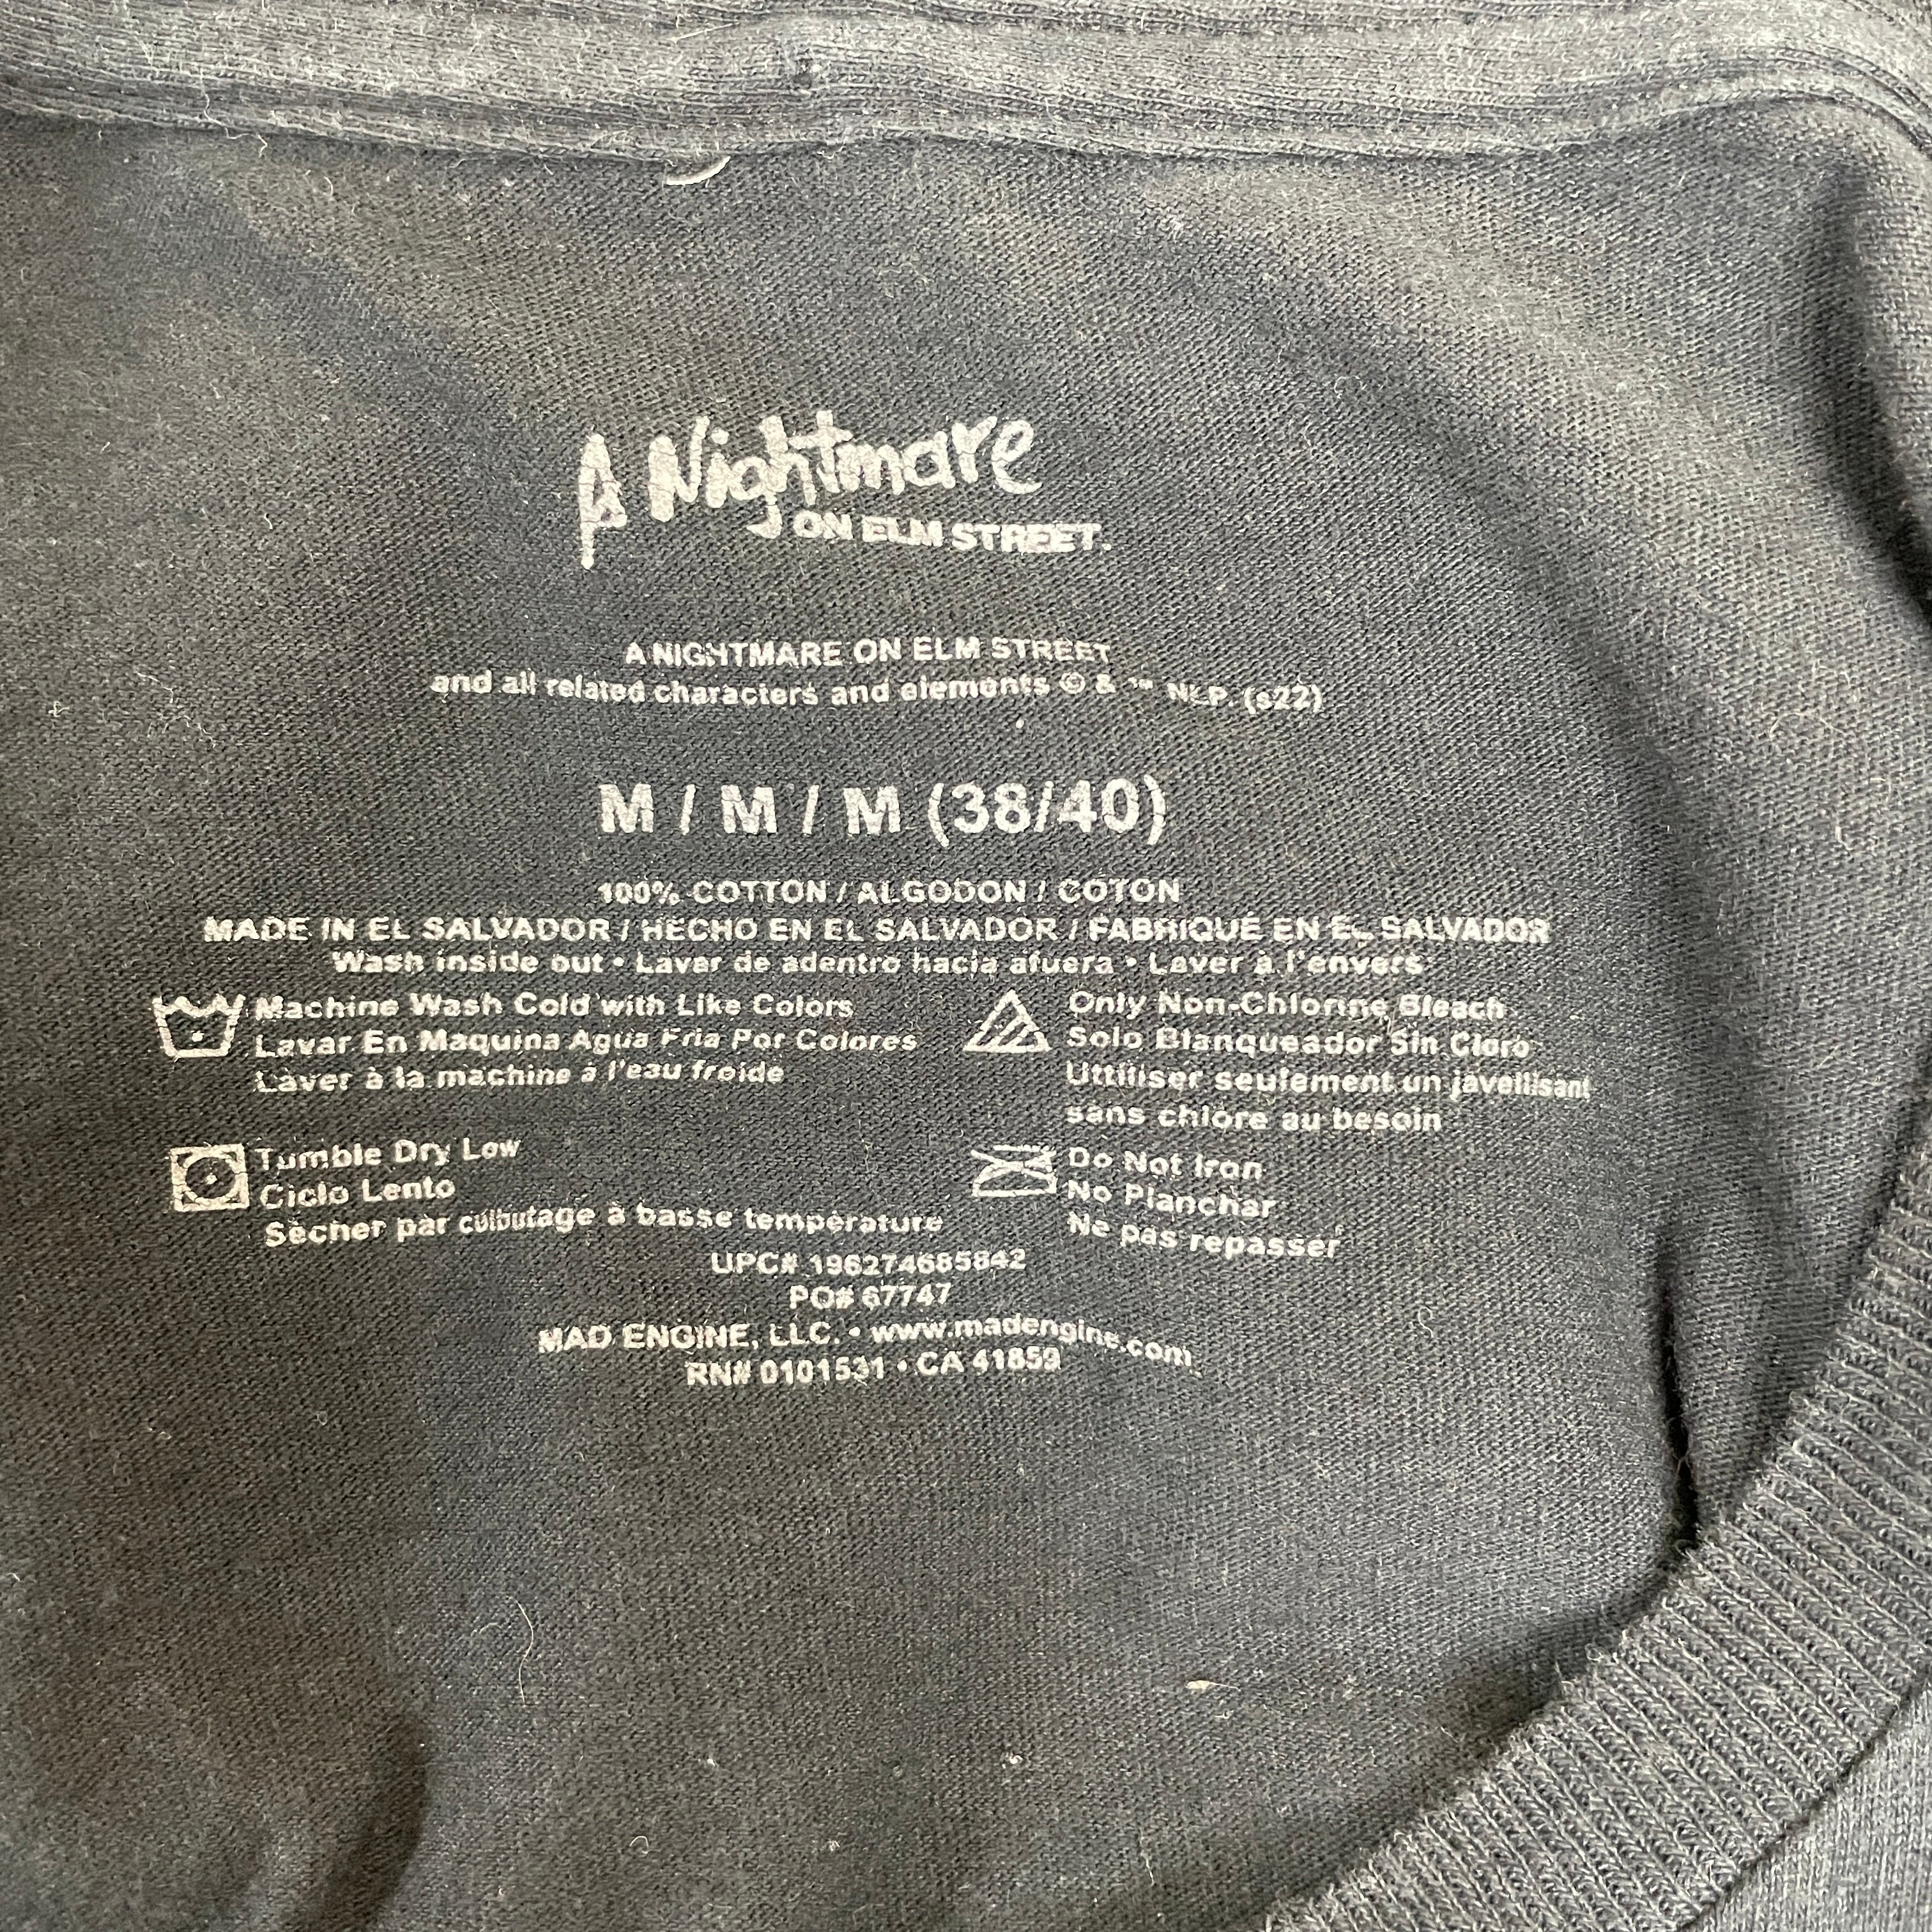 A Nightmare
ON ELM STREET.
A NIGHTMARE ON ELM STREET
and all related characters and elements © & ™ NLP. (s22)
M / M / M (38/40)
100% COTTON / ALGODON / COTON
MADE IN EL SALVADOR / HECHO EN EL SALVADOR / FABRIQUÉ EN EL SALVADOR
Wash inside out • Lavar de adentro hacia afuera • Laver à l'envers
Machine Wash Cold with Like Colors
Lavar En Maquina Agua Fria Por Colores
Laver à la machine à l'eau froide
Only Non-Chlorine Bleach
Solo Blanqueador Sin Cloro
Uttiliser seulement un javellisant
sans chlore au besoin
Tumble Dry Low
Ciclo Lento
Sècher par culbutage à basse température
Do Not Iron
No Planchar
Ne pas repasser
UPC# 196274685842
PO# 67747
MAD ENGINE, LLC. • www.madengine.com
RN# 0101531 • CA 41859